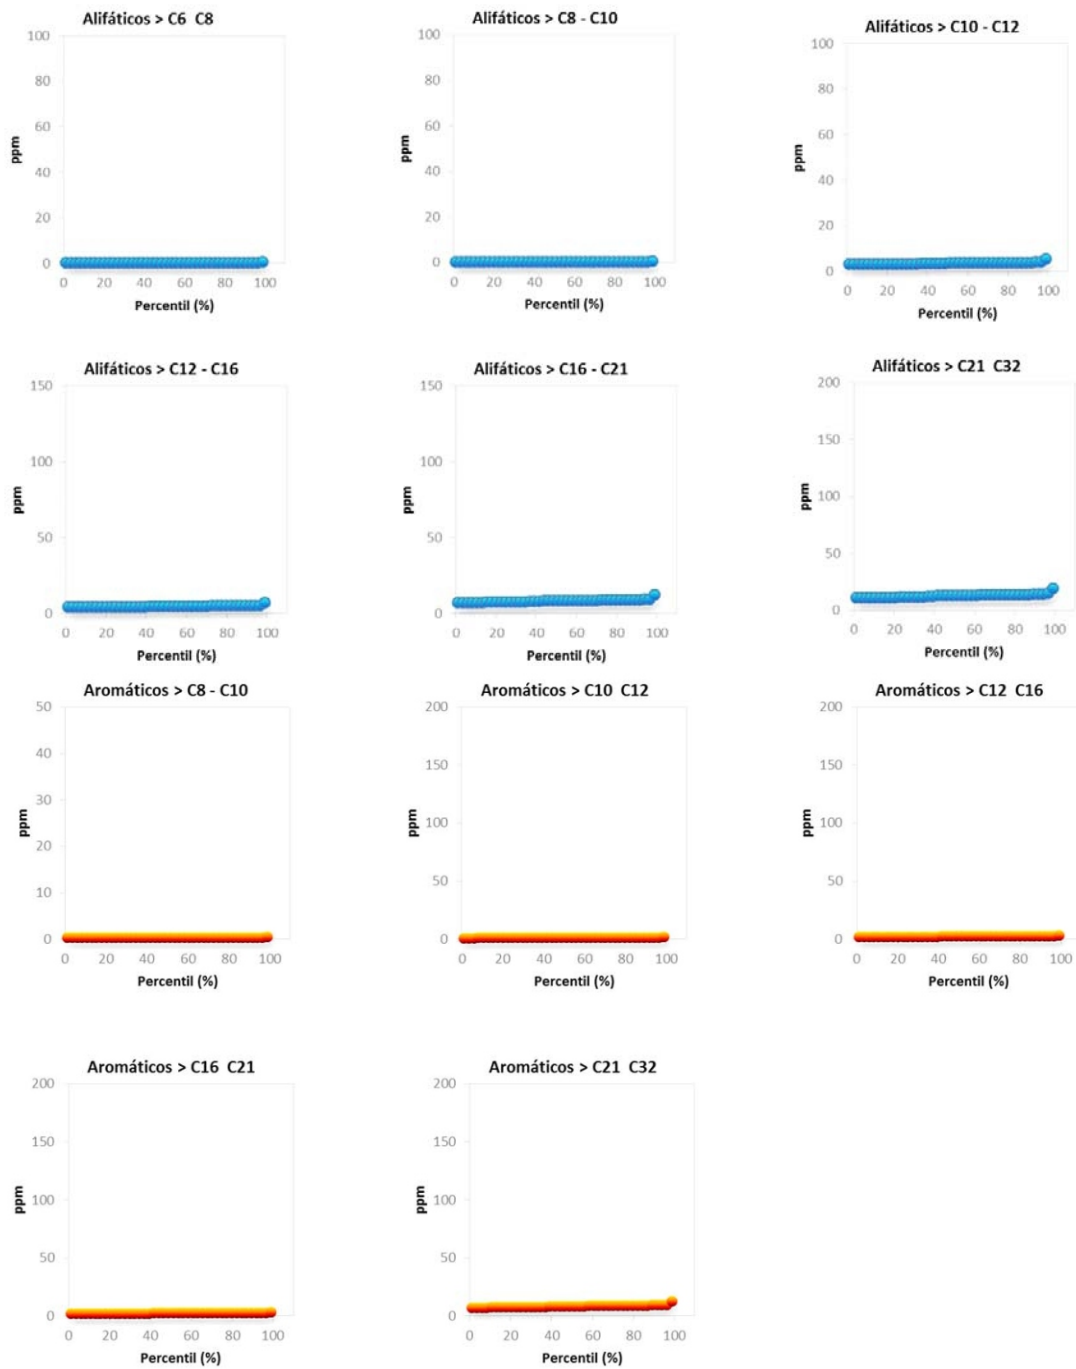 Alifáticos > C6 C8
100
80
60
40
20
0
ppm
0 20 40 60 80 100
Percentil (%)
Alifáticos > C8 - C10
100
80
60
40
20
0
ppm
0 20 40 60 80 100
Percentil (%)
Alifáticos > C10 - C12
100
80
60
40
20
0
ppm
0 20 40 60 80 100
Percentil (%)
Alifáticos > C12 - C16
150
100
50
0
ppm
0 20 40 60 80 100
Percentil (%)
Alifáticos > C16 - C21
150
100
50
0
ppm
0 20 40 60 80 100
Percentil (%)
Alifáticos > C21 C32
200
150
100
50
0
ppm
0 20 40 60 80 100
Percentil (%)
Aromáticos > C8 - C10
50
40
30
20
10
0
ppm
0 20 40 60 80 100
Percentil (%)
Aromáticos > C10 C12
200
150
100
50
0
ppm
0 20 40 60 80 100
Percentil (%)
Aromáticos > C12 C16
200
150
100
50
0
ppm
0 20 40 60 80 100
Percentil (%)
Aromáticos > C16 C21
200
150
100
50
0
ppm
0 20 40 60 80 100
Percentil (%)
Aromáticos > C21 C32
200
150
100
50
0
ppm
0 20 40 60 80 100
Percentil (%)